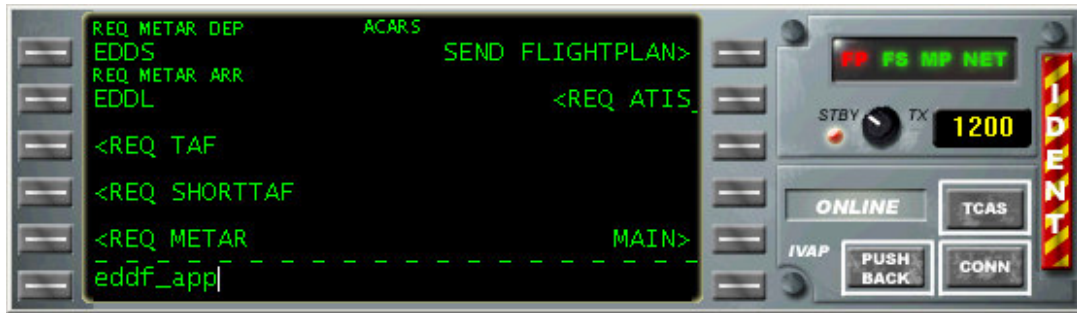 REQ METAR DEP ACARS
EDDS SEND FLIGHTPLAN>
REQ METAR ARR
EDDL <REQ ATIS_
<REQ TAF
<REQ SHORTTAF
<REQ METAR MAIN>
eddf_app
FP FS MP NET
STBY TX 1200
ONLINE TCAS
IVAP PUSH BACK CONN
IDENT